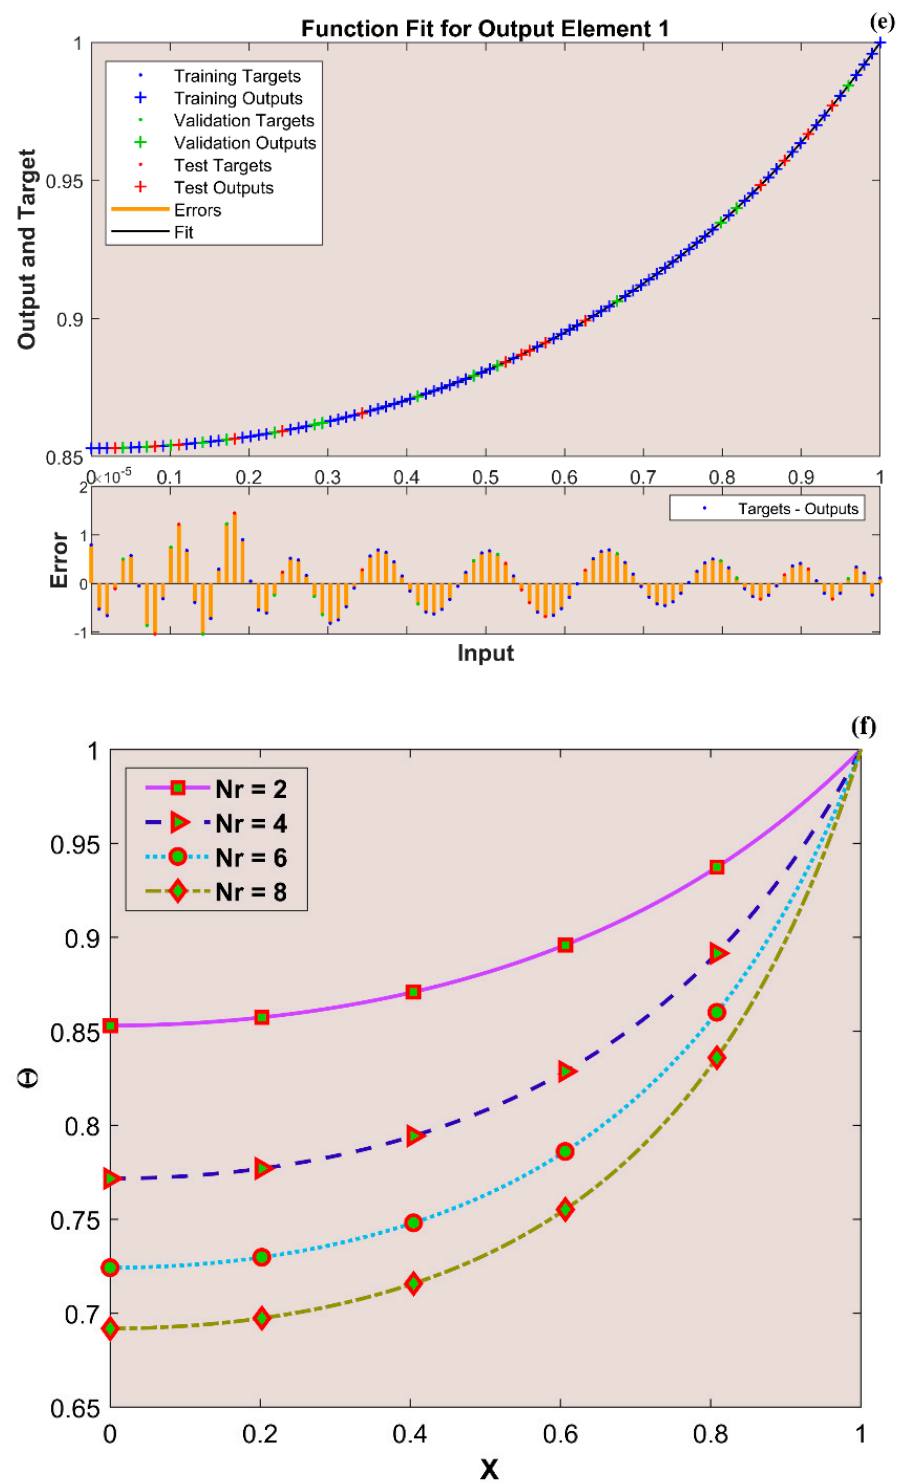 (e)
Function Fit for Output Element 1
Output and Target
1
0.95
0.9
0.85
Training Targets
Training Outputs
Validation Targets
Validation Outputs
Test Targets
Test Outputs
Errors
Fit
0 0.1 0.2 0.3 0.4 0.5 0.6 0.7 0.8 0.9 1
×10-5
Error
2
1
0
-1
Targets - Outputs
Input
(f)
Θ
1
0.95
0.9
0.85
0.8
0.75
0.7
0.65
Nr = 2
Nr = 4
Nr = 6
Nr = 8
0 0.2 0.4 0.6 0.8 1
X